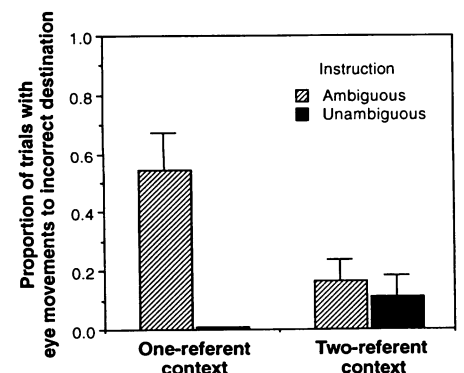 Proportion of trials with
eye movements to incorrect destination
1.0
0.8
0.6
0.4
0.2
0.0
Instruction
Ambiguous
Unambiguous
One-referent
context
Two-referent
context